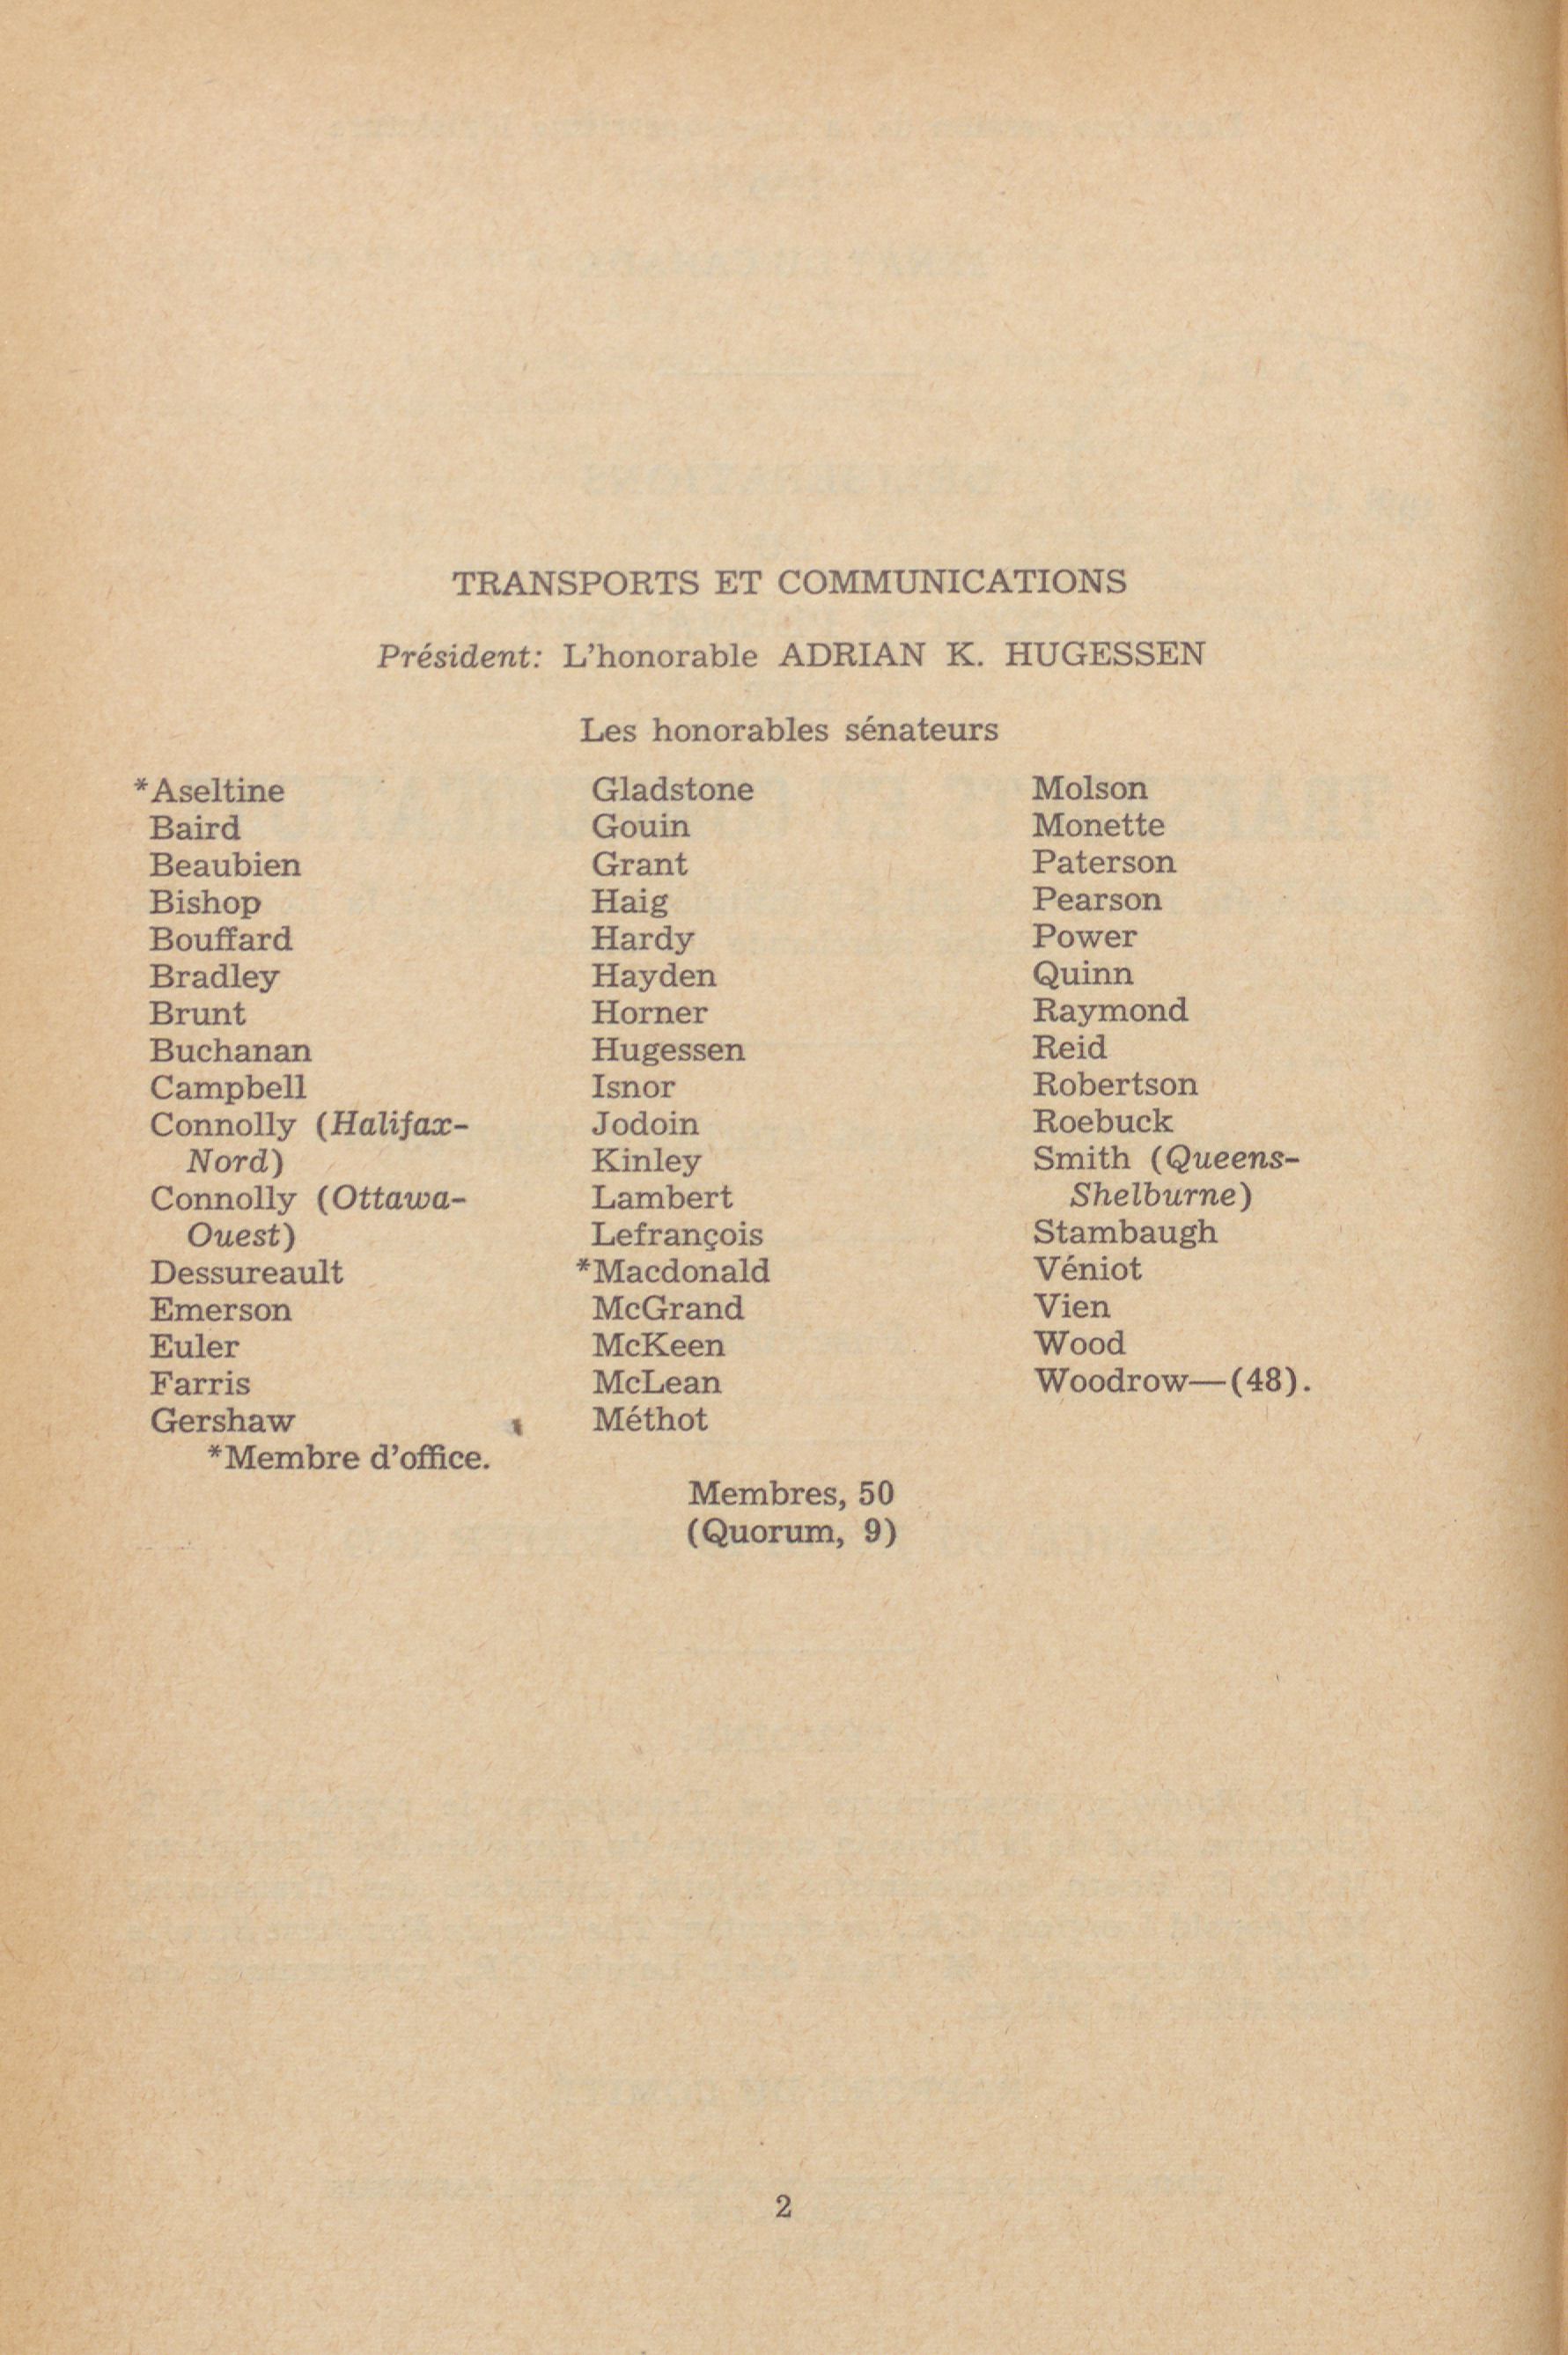 TRANSPORTS ET COMMUNICATIONS
Président: L'honorable ADRIAN K. HUGESSEN
Les honorables sénateurs
*Aseltine
Baird
Beaubien
Bishop
Bouffard
Bradley
Brunt
Buchanan
Campbell
Connolly (Halifax-
Nord)
Connolly (Ottawa-
Ouest)
Dessureault
Emerson
Euler
Farris
Gershaw
Gladstone
Gouin
Grant
Haig
Hardy
Hayden
Horner
Hugessen
Isnor
Jodoin
Kinley
Lambert
Lefrançois
*Macdonald
McGrand
McKeen
McLean
Méthot
Molson
Monette
Paterson
Pearson
Power
Quinn
Raymond
Reid
Robertson
Roebuck
Smith (Queens-
Shelburne)
Stambaugh
Véniot
Vien
Wood
Woodrow—(48).
*Membre d'office.
Membres, 50
(Quorum, 9)
2